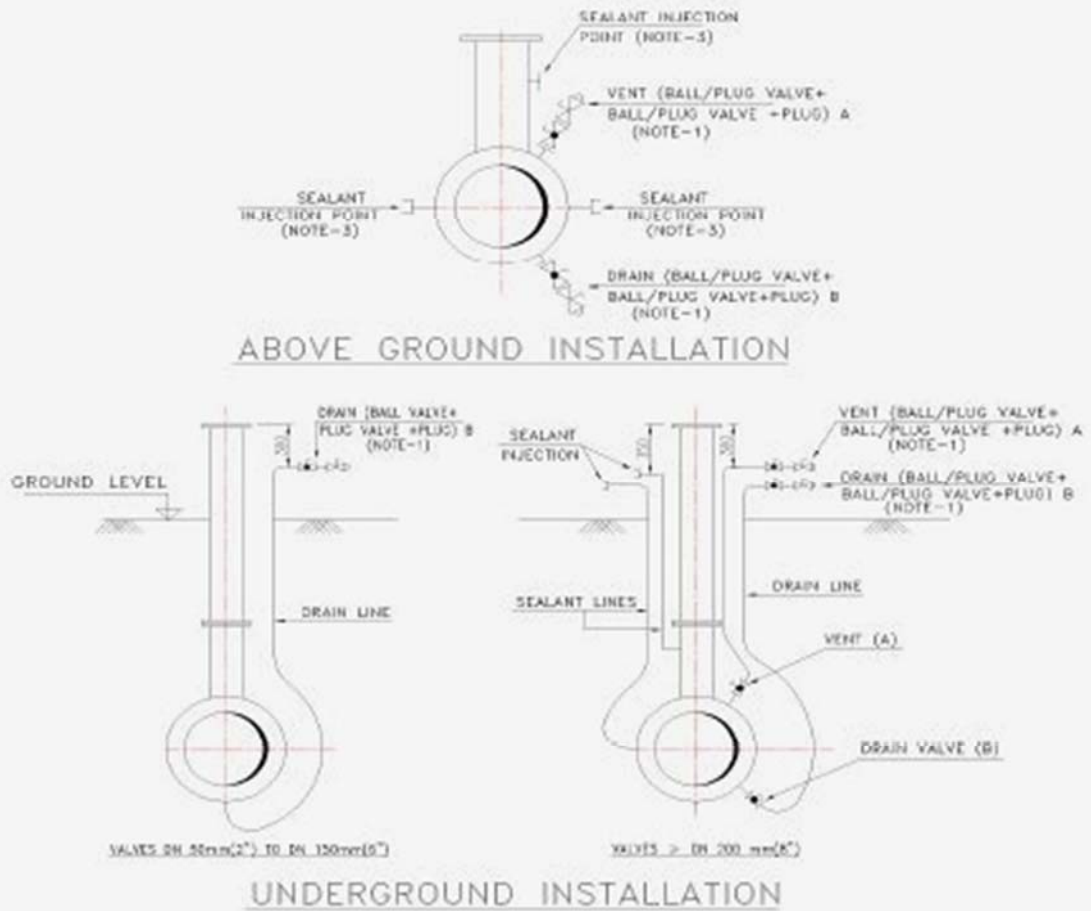 SEALANT INJECTION
POINT (NOTE-3)
VENT (BALL/PLUG VALVE+
BALL/PLUG VALVE +PLUG) A
(NOTE-1)
SEALANT
INJECTION POINT
(NOTE-3)
SEALANT
INJECTION POINT
(NOTE-3)
DRAIN (BALL/PLUG VALVE+
BALL/PLUG VALVE+PLUG) B
(NOTE-1)
ABOVE GROUND INSTALLATION
DRAIN (BALL VALVE+
PLUG VALVE +PLUG) B
(NOTE-1)
GROUND LEVEL
DRAIN LINE
VALVES DN 50mm(2") TO DN 150mm(6")
SEALANT
INJECTION
VENT (BALL/PLUG VALVE+
BALL/PLUG VALVE +PLUG) A
(NOTE-1)
DRAIN (BALL/PLUG VALVE+
BALL/PLUG VALVE+PLUG) B
(NOTE-1)
SEALANT LINES
DRAIN LINE
VENT (A)
DRAIN VALVE (B)
VALVES > DN 200 mm(8")
UNDERGROUND INSTALLATION